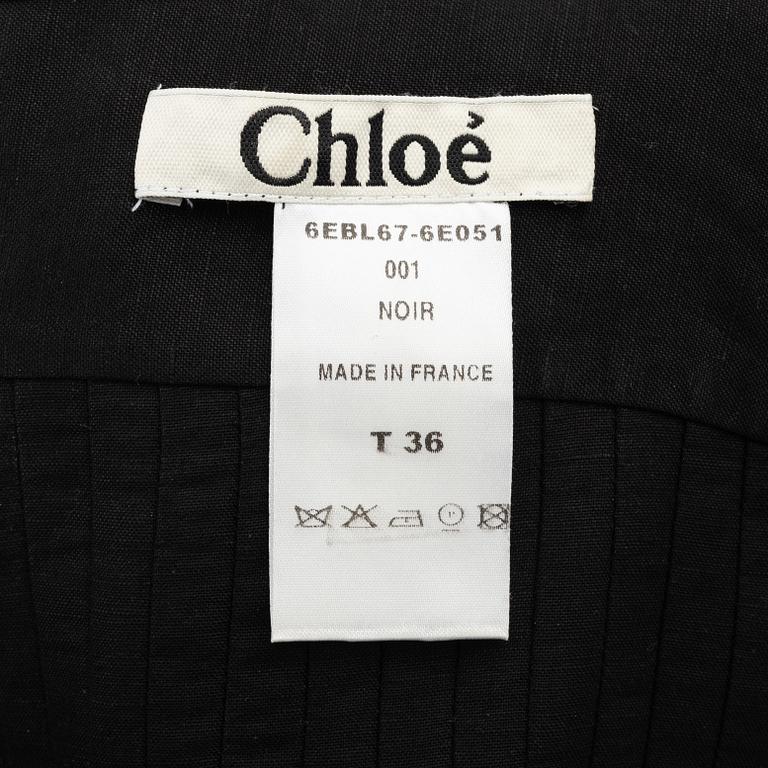 Chloé
6EBL67-6E051
001
NOIR
MADE IN FRANCE
T 36